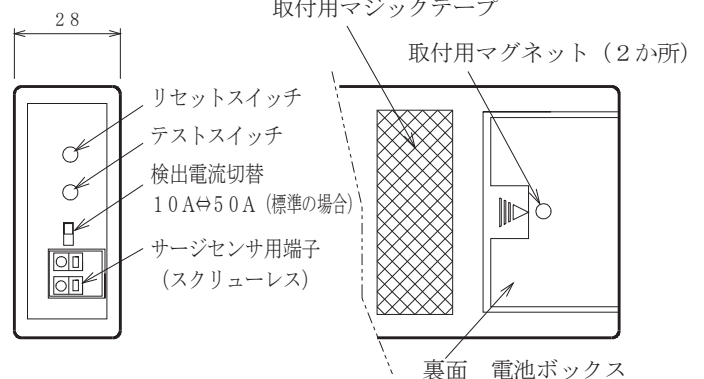 取付用マジックテープ
28
取付用マグネット（２か所）
リセットスイッチ
テストスイッチ
検出電流切替
１０Ａ⇔５０Ａ（標準の場合）
サージセンサ用端子
（スクリューレス）
裏面　電池ボックス